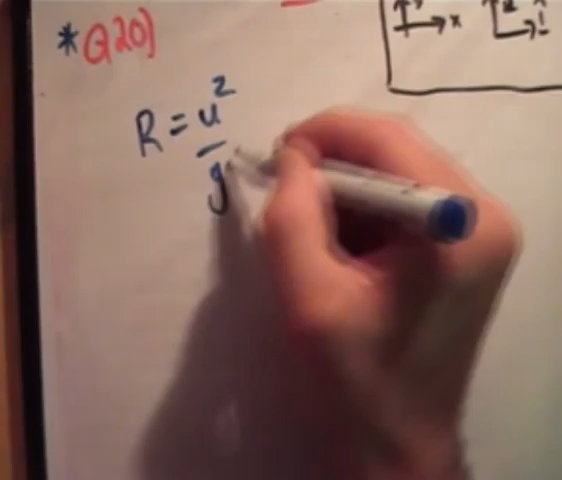 * Q20)
x
R = u²
g